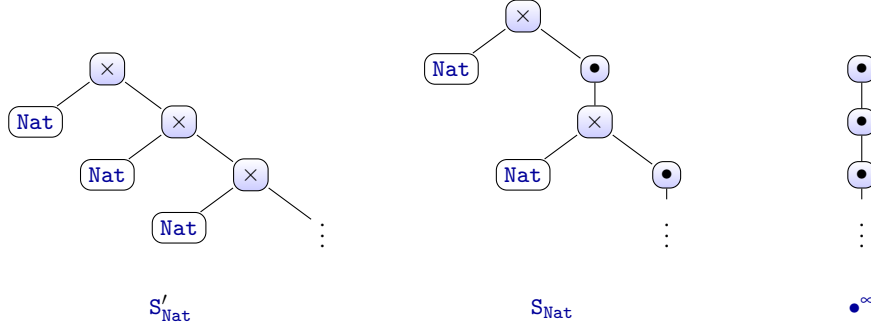 ×
Nat ×
Nat ×
Nat ⋮
S′Nat
×
Nat •
×
Nat •
⋮
SNat
•
•
•
⋮
•∞